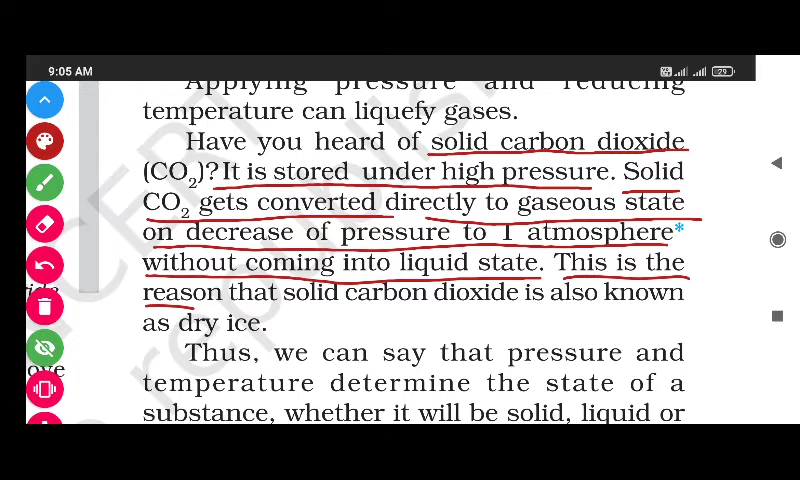 9:05 AM
29
Applying pressure and reducing
temperature can liquefy gases.
Have you heard of solid carbon dioxide
(CO2)? It is stored under high pressure. Solid
CO2 gets converted directly to gaseous state
on decrease of pressure to 1 atmosphere*
without coming into liquid state. This is the
reason that solid carbon dioxide is also known
as dry ice.
Thus, we can say that pressure and
temperature determine the state of a
substance, whether it will be solid, liquid or